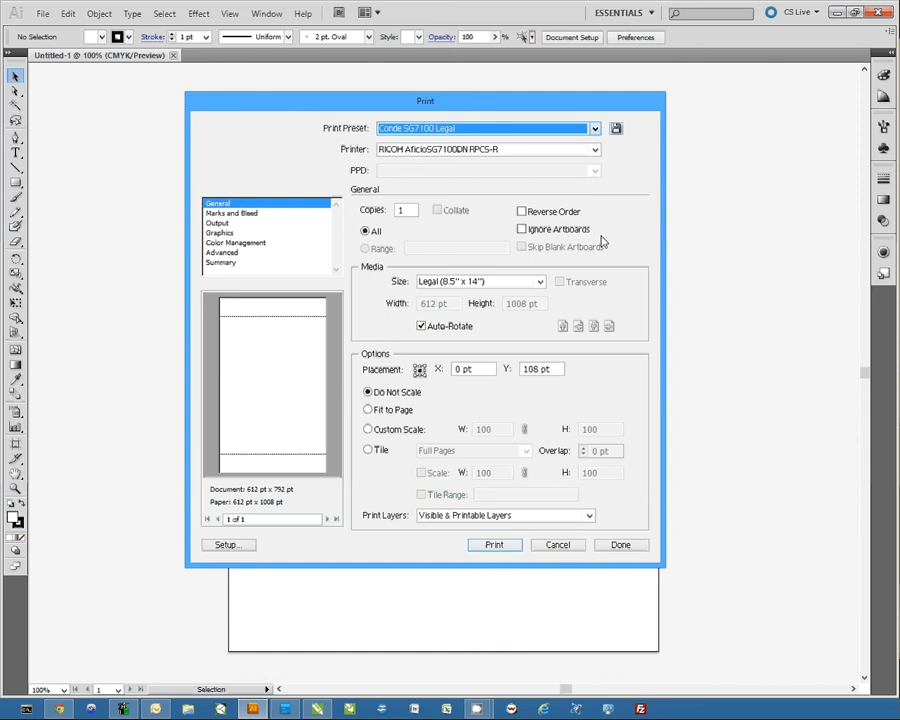 Ai File Edit Object Type Select Effect View Window Help Br ESSENTIALS CS Live
No Selection Stroke: 1 pt Uniform 2 pt. Oval Style: Opacity: 100 % Document Setup Preferences
Untitled-1 @ 100% (CMYK/Preview)
Print
Print Preset: Conde SG7100 Legal
Printer: RICOH AficioSG7100DN RPCS-R
PPD:
General
Marks and Bleed
Output
Graphics
Color Management
Advanced
Summary
General
Copies: 1 Collate Reverse Order
All Ignore Artboards
Range: Skip Blank Artboards
Media
Size: Legal (8.5" x 14") Transverse
Width: 612 pt Height: 1008 pt
Auto-Rotate
Options
Placement: X: 0 pt Y: 108 pt
Do Not Scale
Fit to Page
Custom Scale: W: 100 H: 100
Tile Full Pages Overlap: 0 pt
Scale: W: 100 H: 100
Tile Range:
Print Layers: Visible & Printable Layers
Document: 612 pt x 792 pt
Paper: 612 pt x 1008 pt
1 of 1
Setup... Print Cancel Done
100% 1 Selection